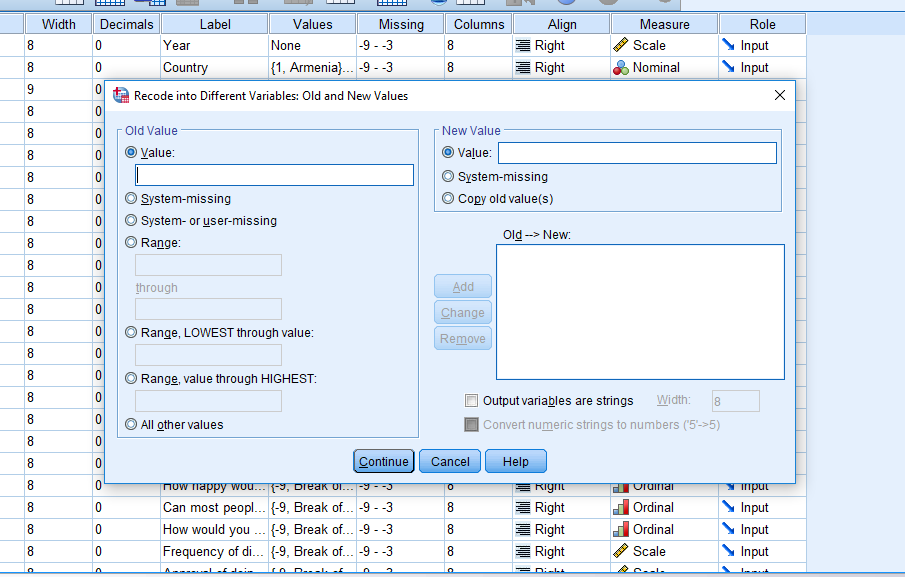 Width Decimals Label Values Missing Columns Align Measure Role
8 0 Year None -9 - -3 8 Right Scale Input
8 0 Country {1, Armenia}... -9 - -3 8 Right Nominal Input
9 0
Recode into Different Variables: Old and New Values
8 0
Old Value
New Value
8 0
Value:
Value:
8 0
8 0
System-missing
8 0
System-missing
Copy old value(s)
8 0
System- or user-missing
8 0
Range:
Old --> New:
8 0
8 0
through
Add
8 0
Change
8 0
Range, LOWEST through value:
Remove
8 0
8 0
Range, value through HIGHEST:
8 0
Output variables are strings Width: 8
8 0
All other values
Convert numeric strings to numbers ('5'->5)
8 0
8 0
Continue Cancel Help
8 0 How happy wou... {-9, Break of... -9 - -3 8 Right Ordinal Input
8 0 Can most peopl... {-9, Break of... -9 - -3 8 Right Ordinal Input
8 0 How would you ... {-9, Break of... -9 - -3 8 Right Ordinal Input
8 0 Frequency of di... {-9, Break of... -9 - -3 8 Right Scale Input